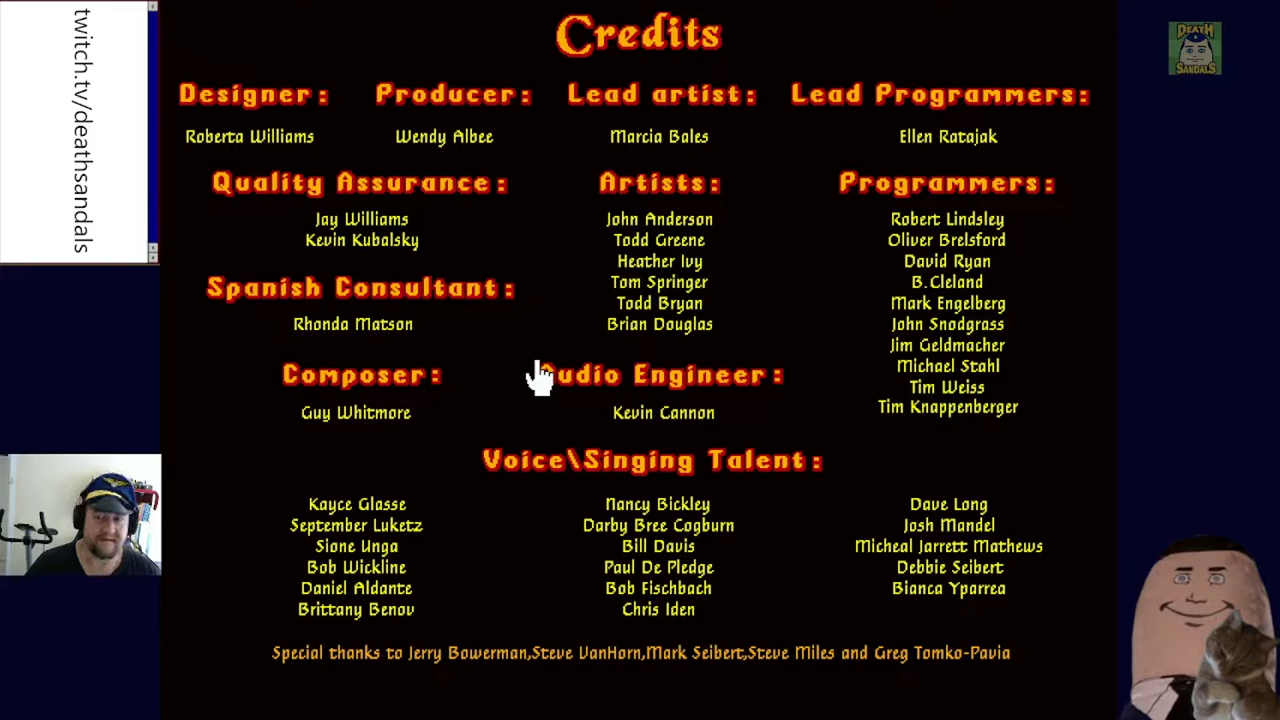 twitch.tv/deathsandals
Credits
DEATH
SANDALS
Designer:
Roberta Williams
Producer:
Wendy Albee
Lead artist:
Marcia Bales
Lead Programmers:
Ellen Ratajak
Quality Assurance:
Jay Williams
Kevin Kubalsky
Artists:
John Anderson
Todd Greene
Heather Ivy
Tom Springer
Todd Bryan
Brian Douglas
Programmers:
Robert Lindsley
Oliver Brelsford
David Ryan
B.Cleland
Mark Engelberg
John Snodgrass
Jim Geldmacher
Michael Stahl
Tim Weiss
Tim Knappenberger
Spanish Consultant:
Rhonda Matson
Composer:
Guy Whitmore
Audio Engineer:
Kevin Cannon
Voice\Singing Talent:
Kayce Glasse
September Luketz
Sione Unga
Bob Wickline
Daniel Aldante
Brittany Benov
Nancy Bickley
Darby Bree Cogburn
Bill Davis
Paul De Pledge
Bob Fischbach
Chris Iden
Dave Long
Josh Mandel
Micheal Jarrett Mathews
Debbie Seibert
Bianca Yparrea
Special thanks to Jerry Bowerman,Steve VanHorn,Mark Seibert,Steve Miles and Greg Tomko-Pavia